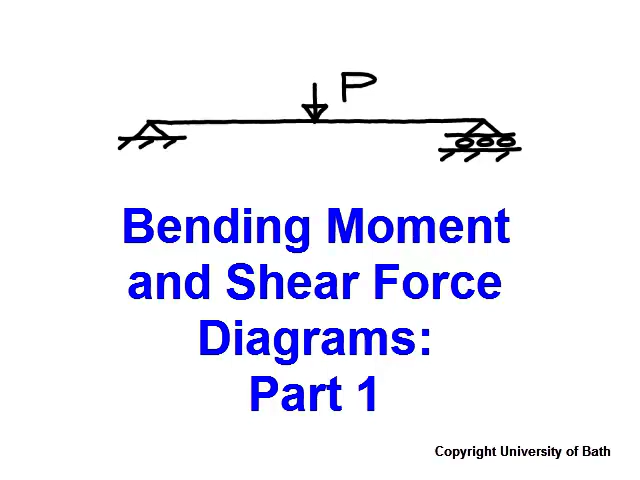 P
Bending Moment
and Shear Force
Diagrams:
Part 1
Copyright University of Bath